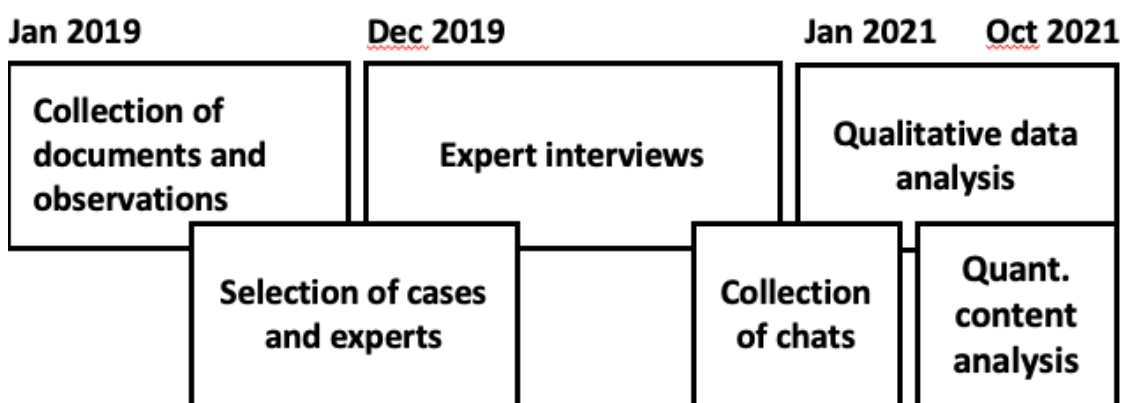 Jan 2019
Dec 2019
Jan 2021
Oct 2021
Collection of
documents and
observations
Expert interviews
Qualitative data
analysis
Selection of cases
and experts
Collection
of chats
Quant.
content
analysis